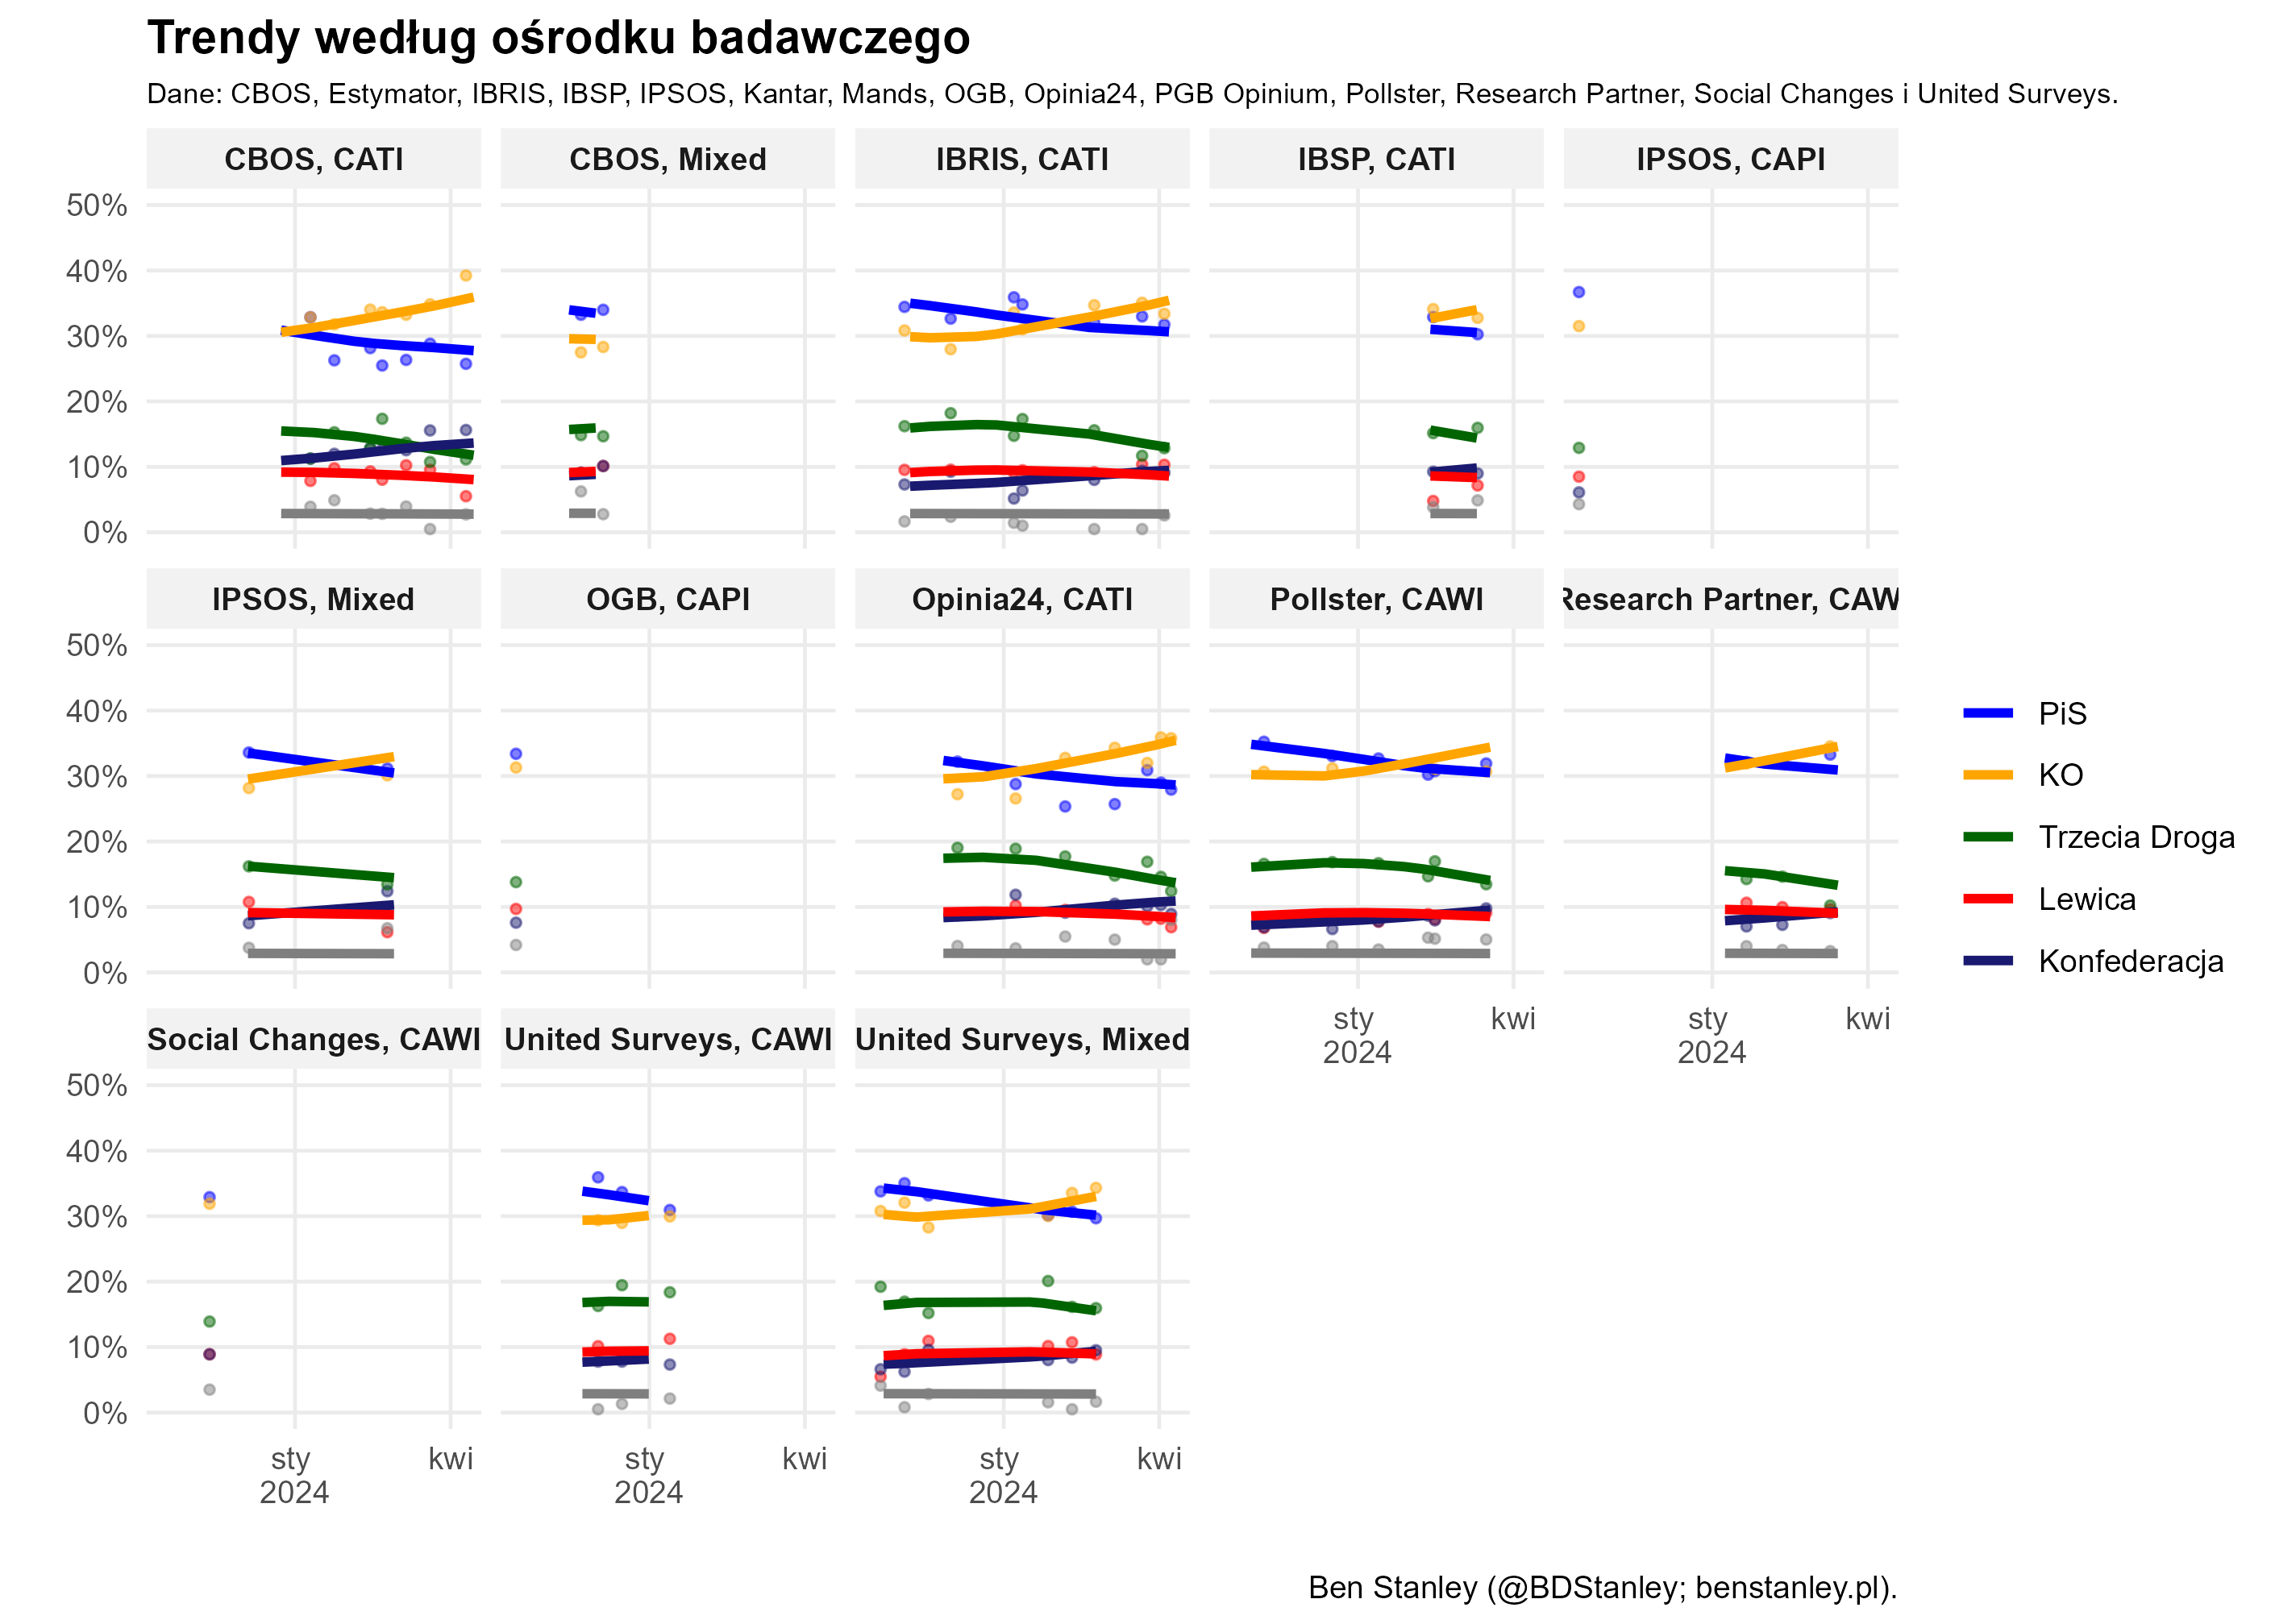 Trendy według ośrodku badawczego
Dane: CBOS, Estymator, IBRIS, IBSP, IPSOS, Kantar, Mands, OGB, Opinia24, PGB Opinium, Pollster, Research Partner, Social Changes i United Surveys.
CBOS, CATI
CBOS, Mixed
IBRIS, CATI
IBSP, CATI
IPSOS, CAPI
50%
40%
30%
20%
10%
0%
IPSOS, Mixed
OGB, CAPI
Opinia24, CATI
Pollster, CAWI
Research Partner, CAW
50%
40%
30%
20%
10%
0%
sty
2024
kwi
sty
2024
kwi
Social Changes, CAWI
United Surveys, CAWI
United Surveys, Mixed
50%
40%
30%
20%
10%
0%
sty
2024
kwi
sty
2024
kwi
sty
2024
kwi
PiS
KO
Trzecia Droga
Lewica
Konfederacja
Ben Stanley (@BDStanley; benstanley.pl).